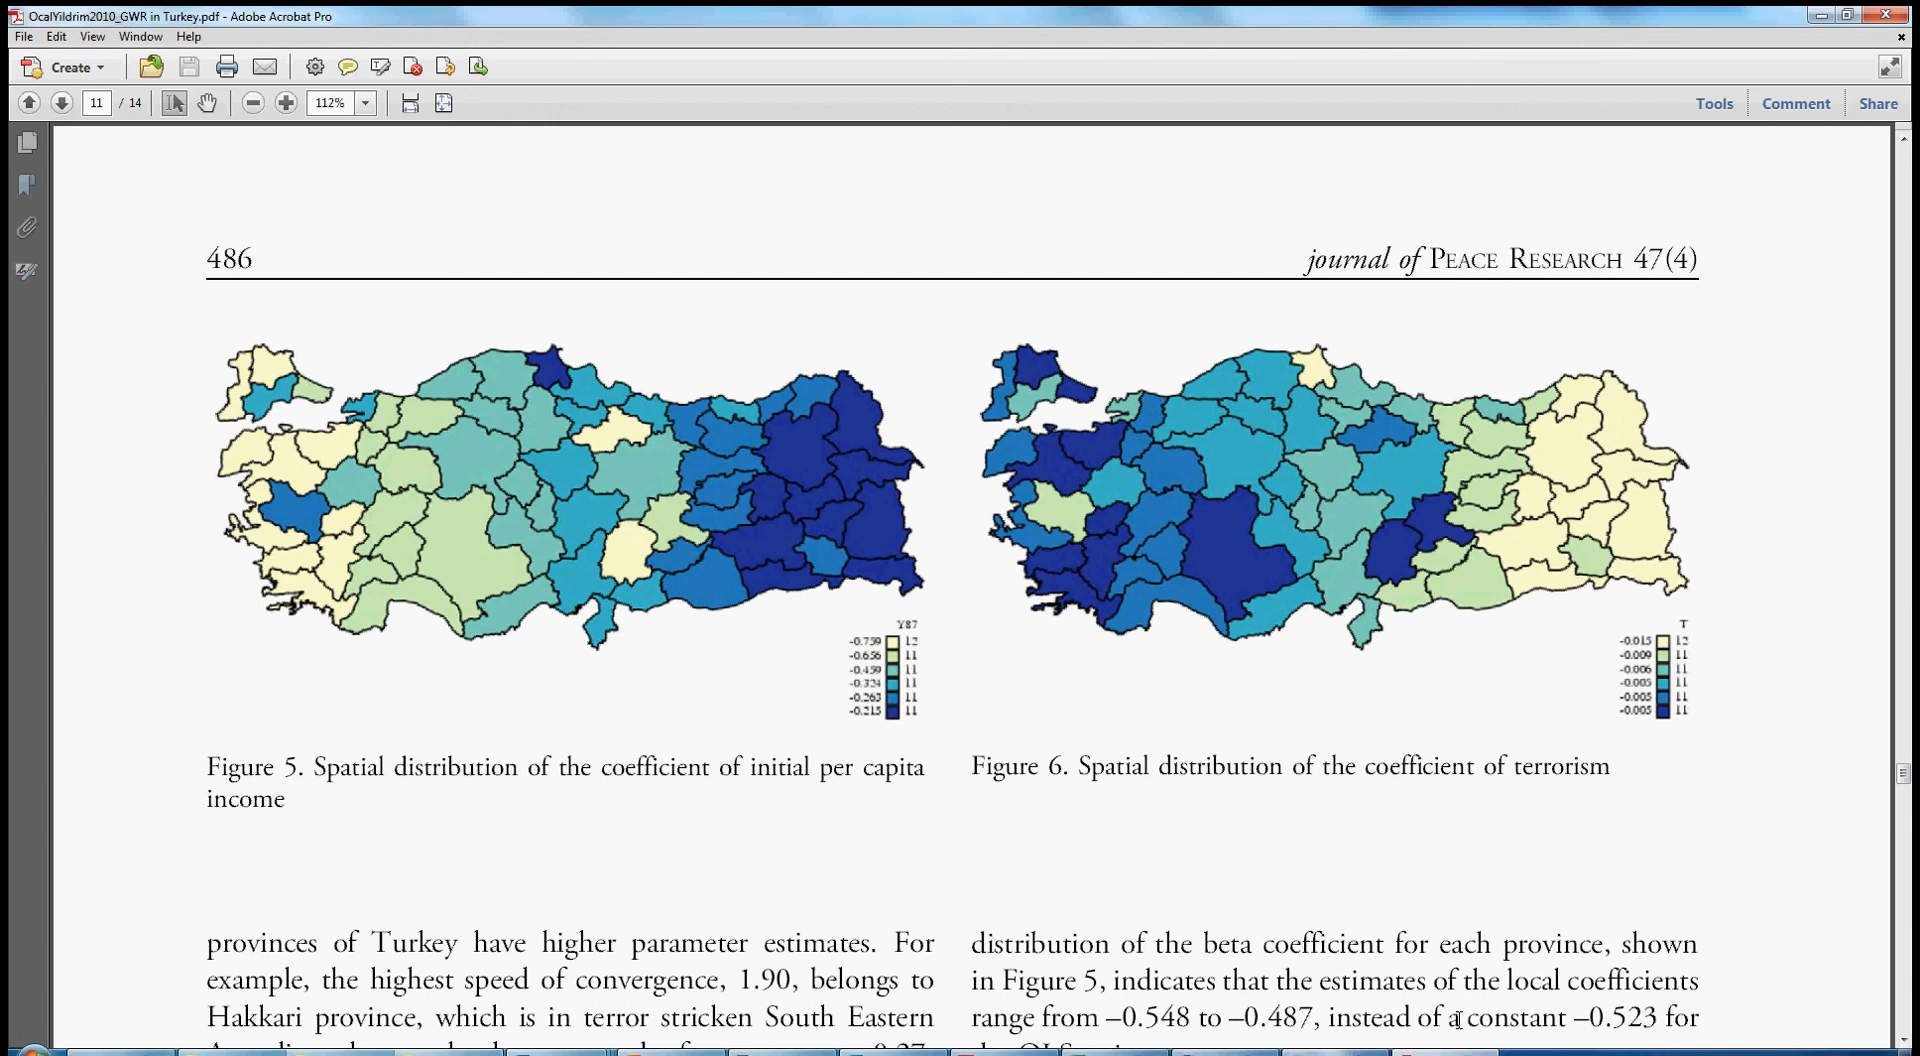 OcalYildrim2010_GWR in Turkey.pdf - Adobe Acrobat Pro
File Edit View Window Help
Create
11 / 14
112%
Tools Comment Share
486
journal of PEACE RESEARCH 47(4)
Y87
-0.759 12
-0.656 11
-0.459 11
-0.324 11
-0.263 11
-0.215 11
T
-0.015 12
-0.009 11
-0.006 11
-0.005 11
-0.005 11
-0.005 11
Figure 5. Spatial distribution of the coefficient of initial per capita
income
Figure 6. Spatial distribution of the coefficient of terrorism
provinces of Turkey have higher parameter estimates. For
example, the highest speed of convergence, 1.90, belongs to
Hakkari province, which is in terror stricken South Eastern
distribution of the beta coefficient for each province, shown
in Figure 5, indicates that the estimates of the local coefficients
range from –0.548 to –0.487, instead of a constant –0.523 for